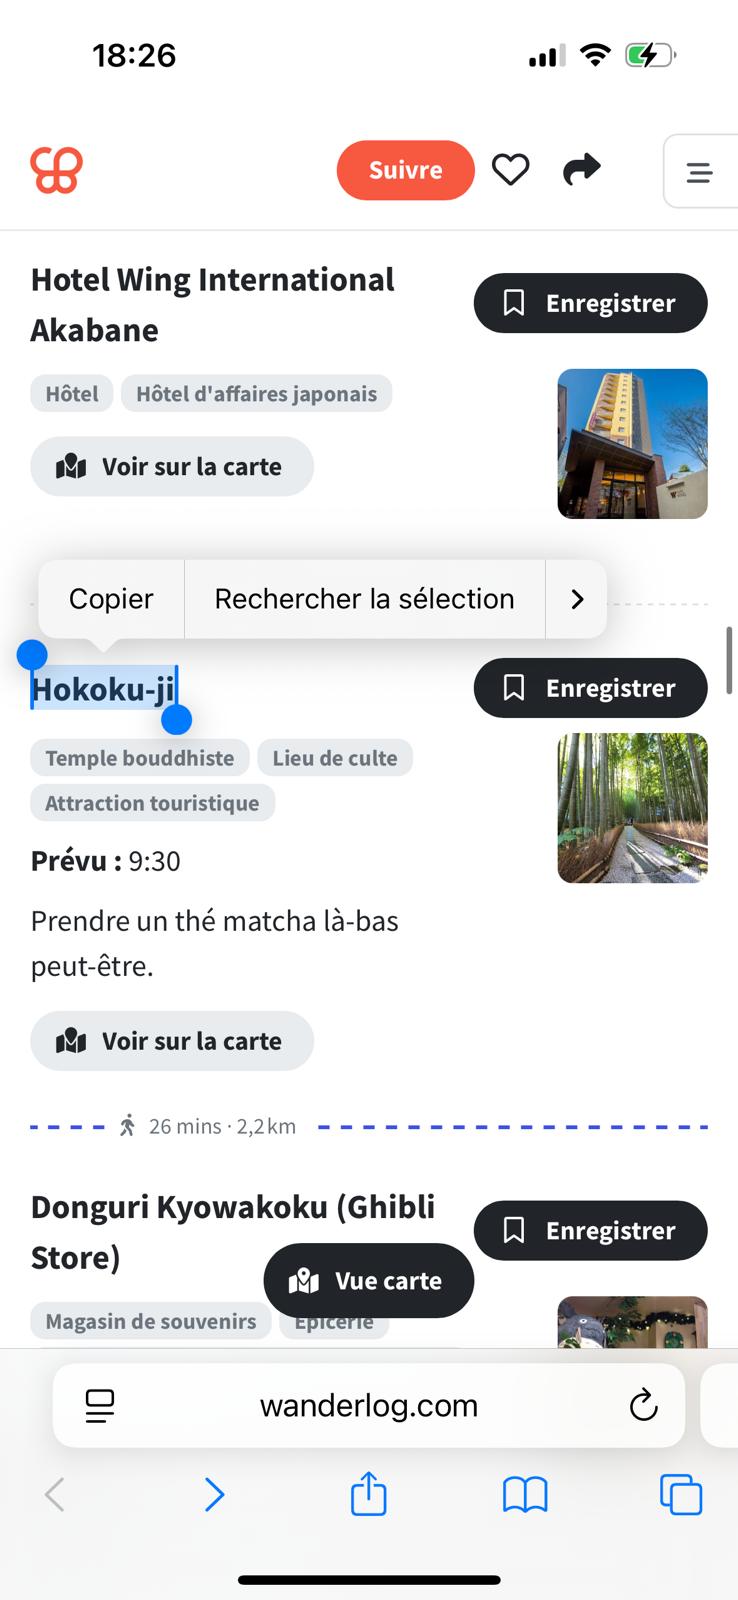 18:26
Suivre
Hotel Wing International
Akabane
Enregistrer
Hôtel
Hôtel d'affaires japonais
Voir sur la carte
Copier
Rechercher la sélection
Hokoku-ji
Enregistrer
Temple bouddhiste
Lieu de culte
Attraction touristique
Prévu : 9:30
Prendre un thé matcha là-bas
peut-être.
Voir sur la carte
26 mins · 2,2 km
Donguri Kyowakoku (Ghibli
Store)
Enregistrer
Vue carte
Magasin de souvenirs
Epicerie
wanderlog.com